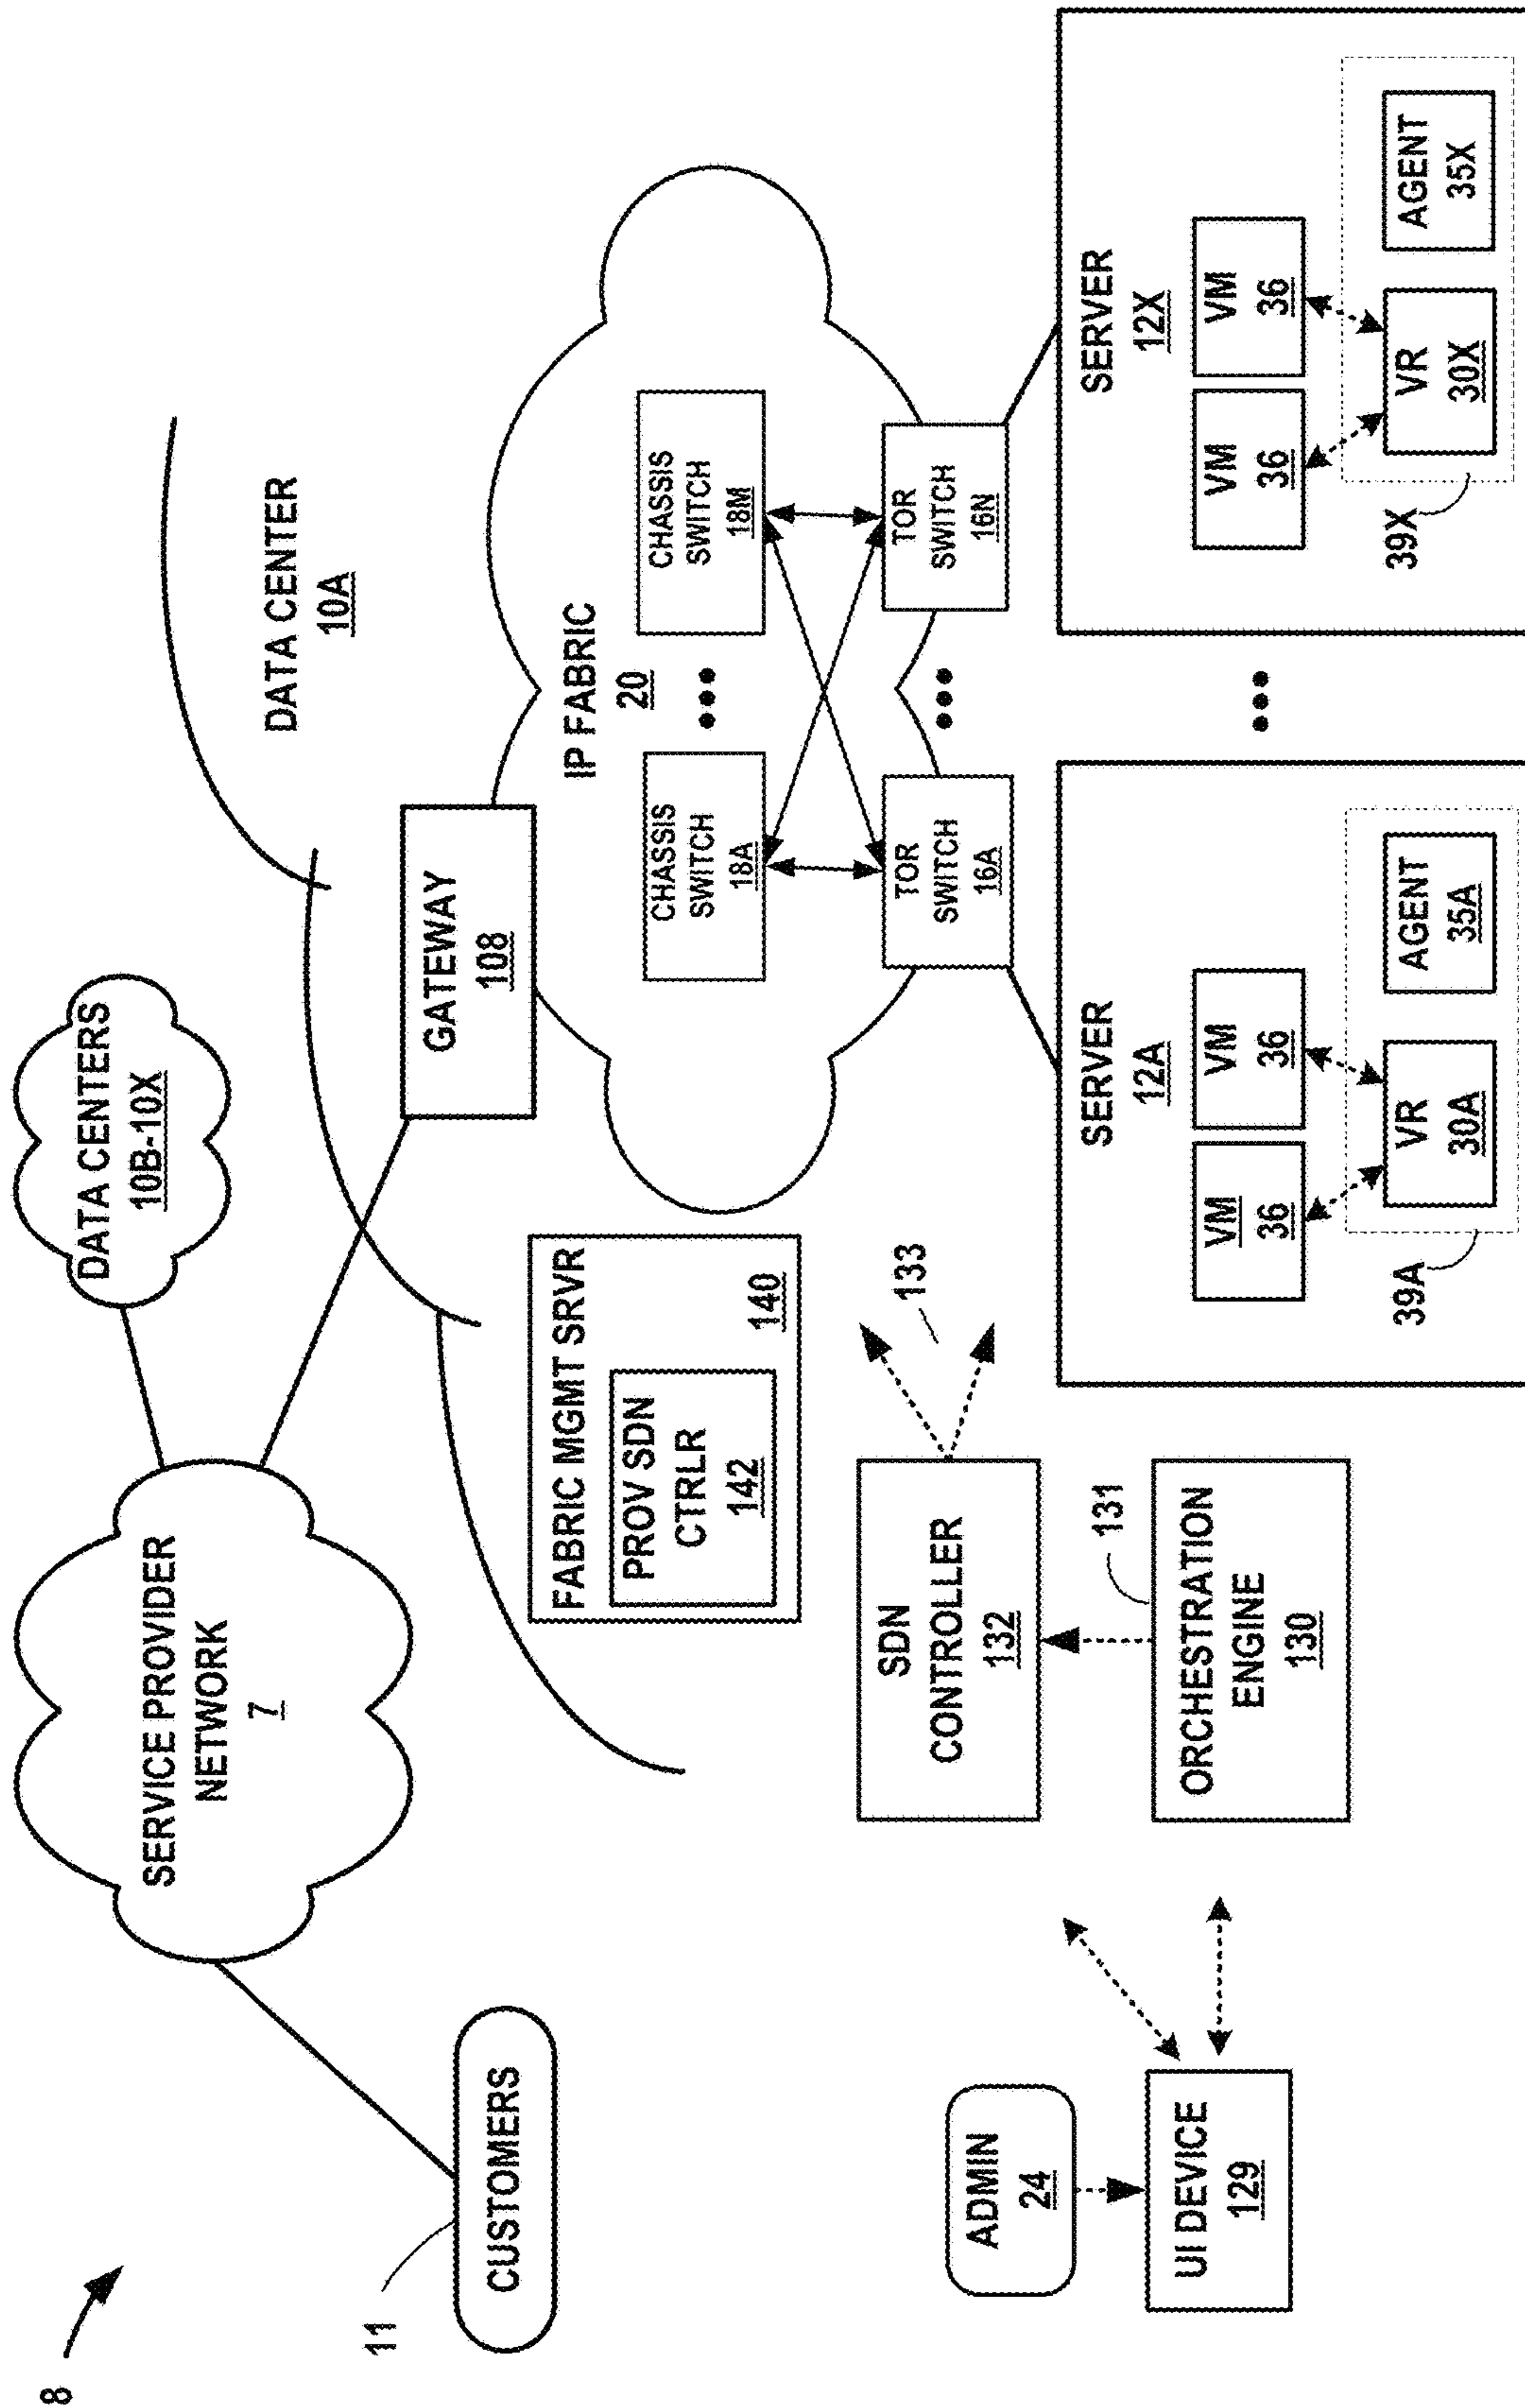 8
DATA CENTERS
10B-10X
SERVICE PROVIDER
NETWORK
7
11
CUSTOMERS
DATA CENTER
10A
GATEWAY
108
IP FABRIC
20
CHASSIS
SWITCH
18A
•••
CHASSIS
SWITCH
18M
TOR
SWITCH
16A
•••
TOR
SWITCH
16N
FABRIC MGMT SRVR
PROV SDN
CTRLR
142
140
133
SDN
CONTROLLER
132
131
ORCHESTRATION
ENGINE
130
ADMIN
24
UI DEVICE
129
SERVER
12A
VM
36
VM
36
VR
30A
AGENT
35A
39A
•••
SERVER
12X
VM
36
VM
36
VR
30X
AGENT
35X
39X